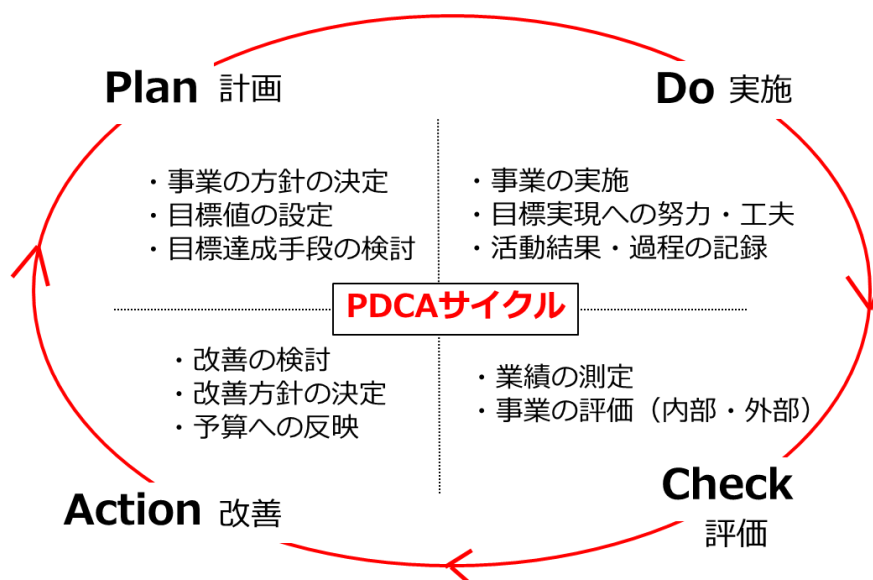 Plan 計画
Do 実施
・事業の方針の決定
・目標値の設定
・目標達成手段の検討
・事業の実施
・目標実現への努力・工夫
・活動結果・過程の記録
PDCAサイクル
・改善の検討
・改善方針の決定
・予算への反映
・業績の測定
・事業の評価（内部・外部）
Action 改善
Check
評価